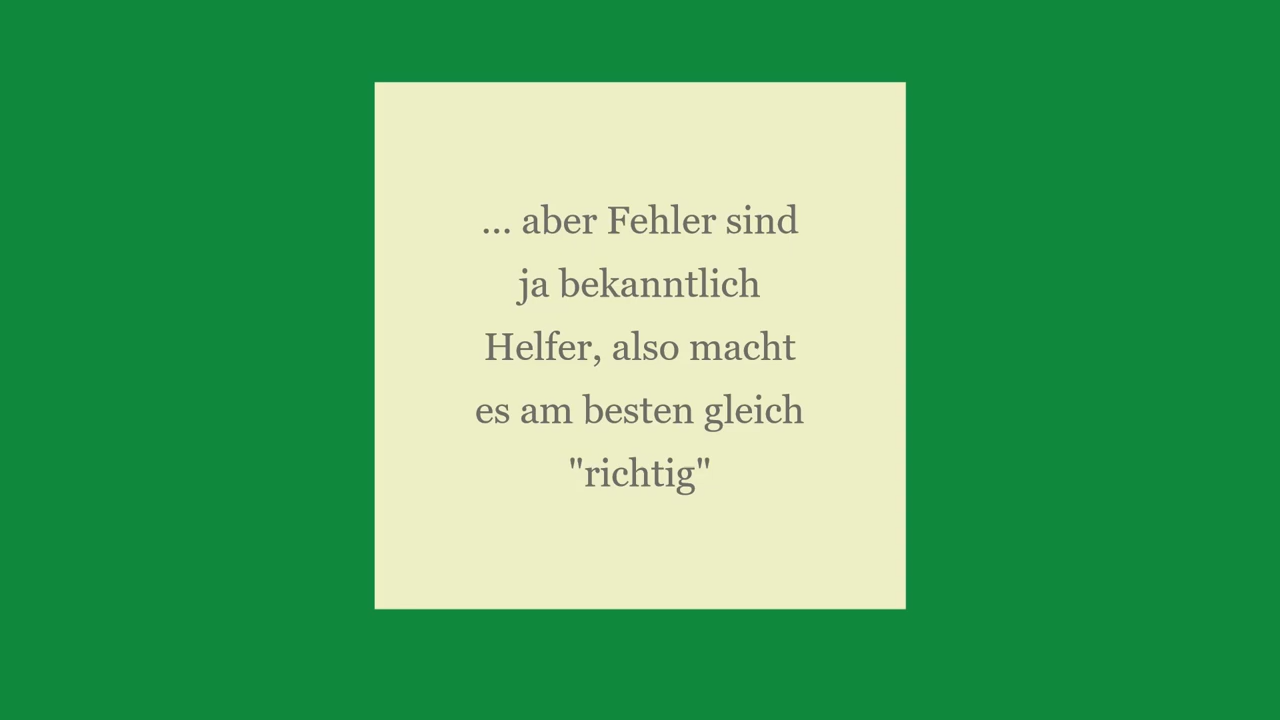 ... aber Fehler sind
ja bekanntlich
Helfer, also macht
es am besten gleich
"richtig"